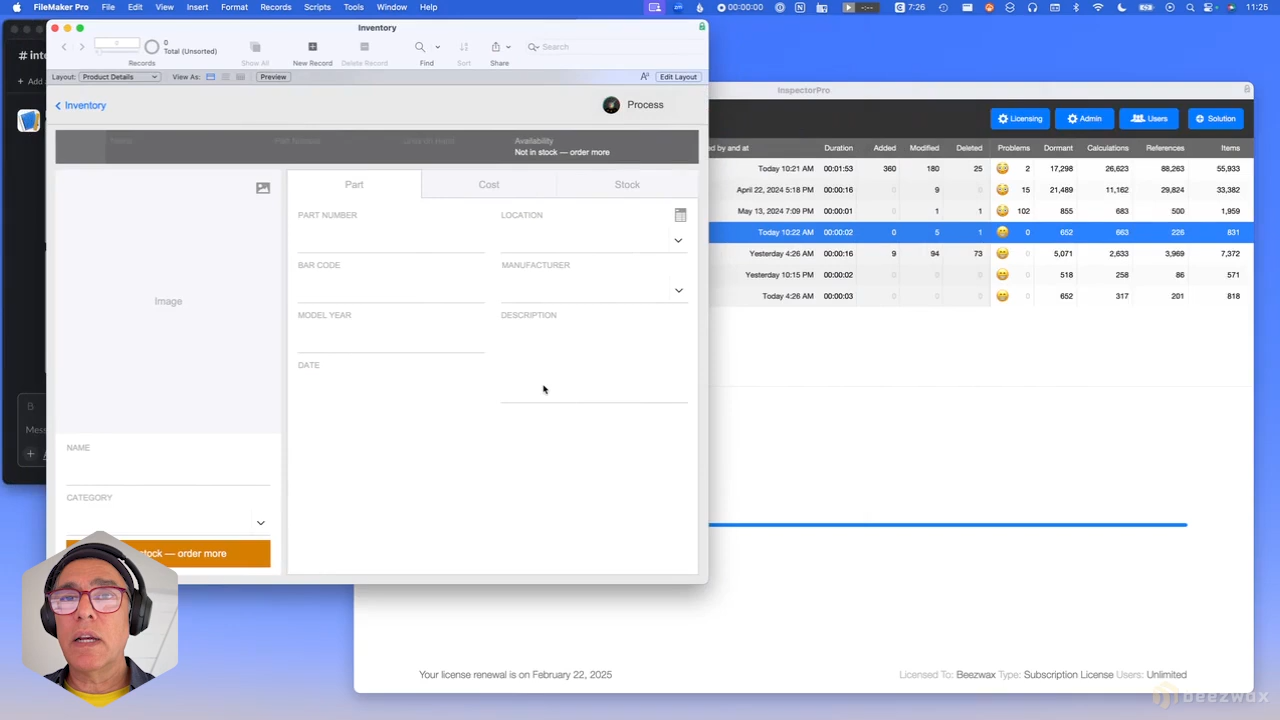 FileMaker Pro File Edit View Insert Format Records Scripts Tools Window Help
7/26
11:25
Inventory
0
0
Total (Unsorted)
Records
Show All
New Record
Delete Record
Find
Sort
Share
Search
Layout: Product Details
View As:
Preview
Edit Layout
Inventory
Process
Availability
Not in stock — order more
Image
Part
Cost
Stock
PART NUMBER
LOCATION
BAR CODE
MANUFACTURER
MODEL YEAR
DESCRIPTION
DATE
NAME
CATEGORY
stock — order more
InspectorPro
Licensing
Admin
Users
Solution
ed by and at Duration Added Modified Deleted Problems Dormant Calculations References Items
Today 10:21 AM 00:01:53 360 180 25 2 17,298 26,623 88,263 55,933
April 22, 2024 5:18 PM 00:00:16 0 9 0 15 21,489 11,162 29,824 33,382
May 13, 2024 7:09 PM 00:00:01 0 1 1 102 855 683 500 1,959
Today 10:22 AM 00:00:02 0 5 1 0 652 663 226 831
Yesterday 4:26 AM 00:00:16 9 94 73 0 5,071 2,633 3,969 7,372
Yesterday 10:15 PM 00:00:02 0 0 0 0 518 258 86 571
Today 4:26 AM 00:00:03 0 0 0 0 652 317 201 818
Your license renewal is on February 22, 2025
Licensed To: Beezwax Type: Subscription License Users: Unlimited
beezwax
# int
+ Add
B
Mess